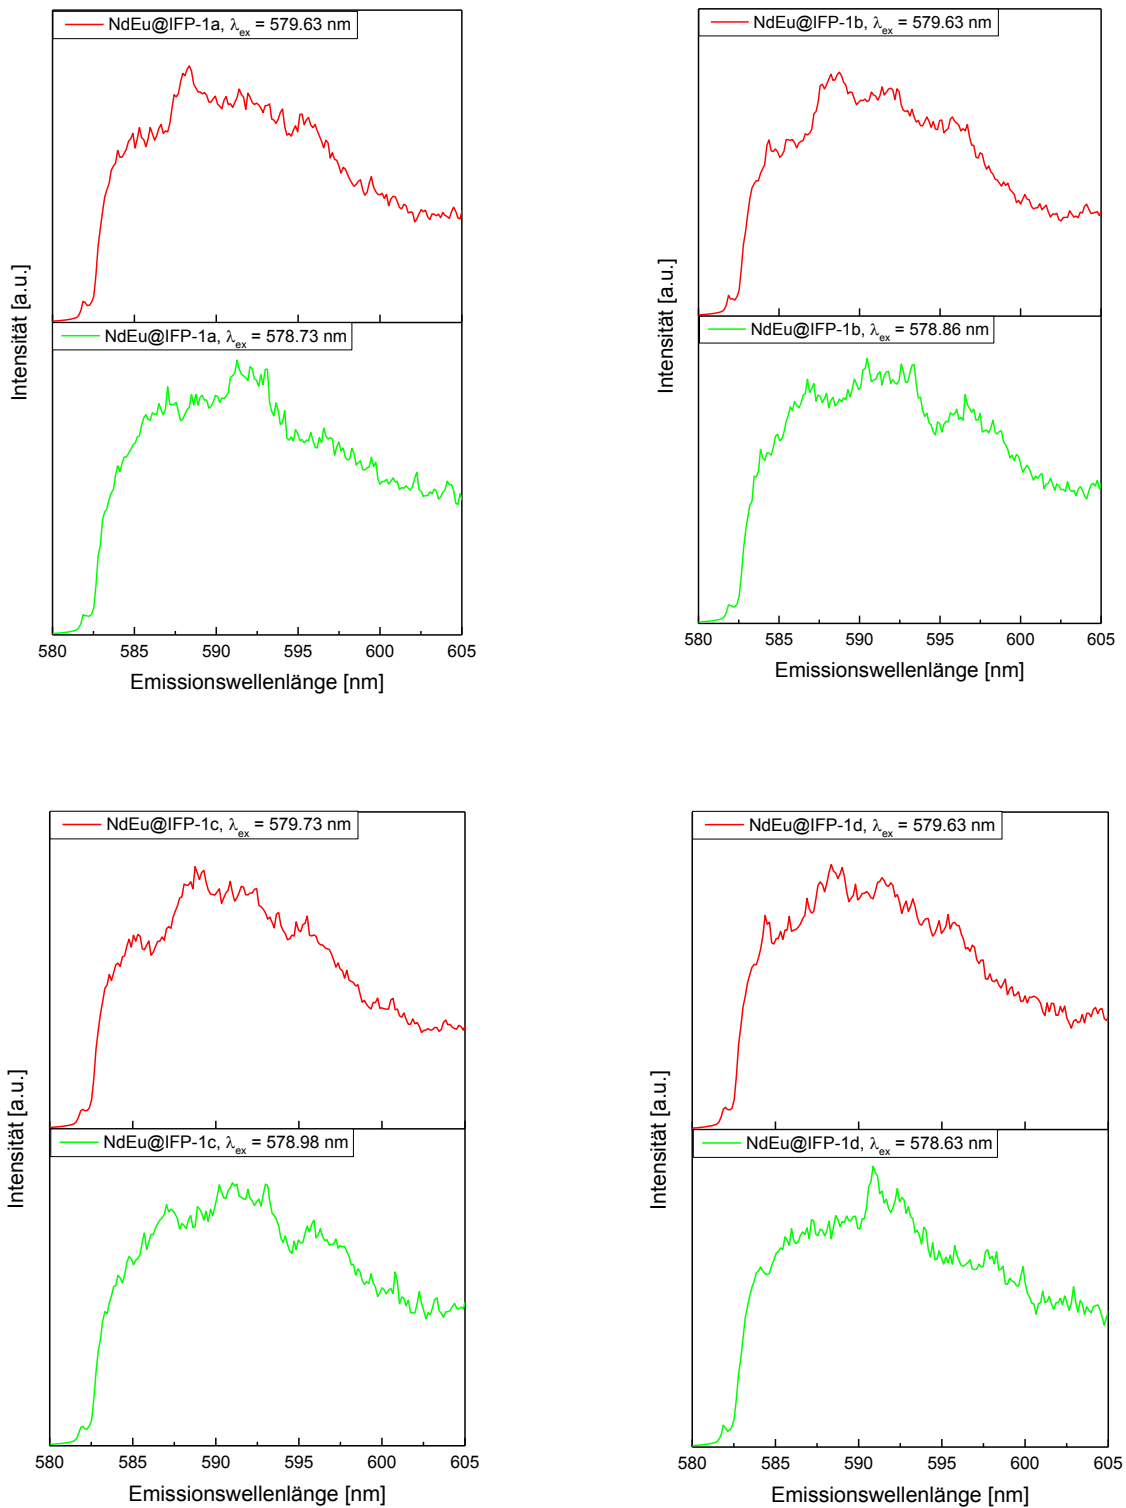 NdEu@IFP-1a, λex = 579.63 nm
NdEu@IFP-1a, λex = 578.73 nm
Intensität [a.u.]
580 585 590 595 600 605
Emissionswellenlänge [nm]
NdEu@IFP-1b, λex = 579.63 nm
NdEu@IFP-1b, λex = 578.86 nm
Intensität [a.u.]
580 585 590 595 600 605
Emissionswellenlänge [nm]
NdEu@IFP-1c, λex = 579.73 nm
NdEu@IFP-1c, λex = 578.98 nm
Intensität [a.u.]
580 585 590 595 600 605
Emissionswellenlänge [nm]
NdEu@IFP-1d, λex = 579.63 nm
NdEu@IFP-1d, λex = 578.63 nm
Intensität [a.u.]
580 585 590 595 600 605
Emissionswellenlänge [nm]